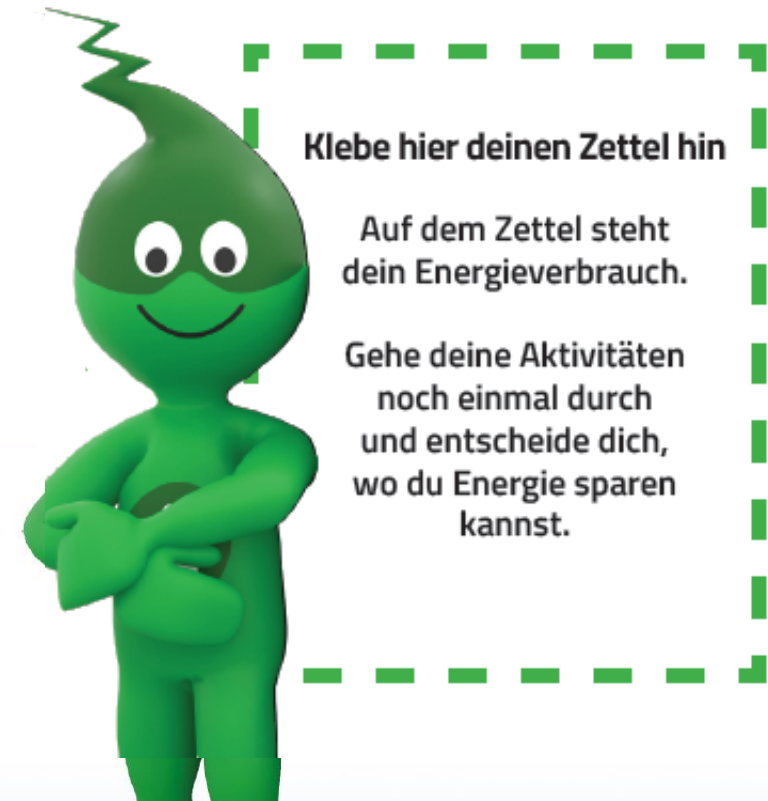 Klebe hier deinen Zettel hin
Auf dem Zettel steht
dein Energieverbrauch.
Gehe deine Aktivitäten
noch einmal durch
und entscheide dich,
wo du Energie sparen
kannst.